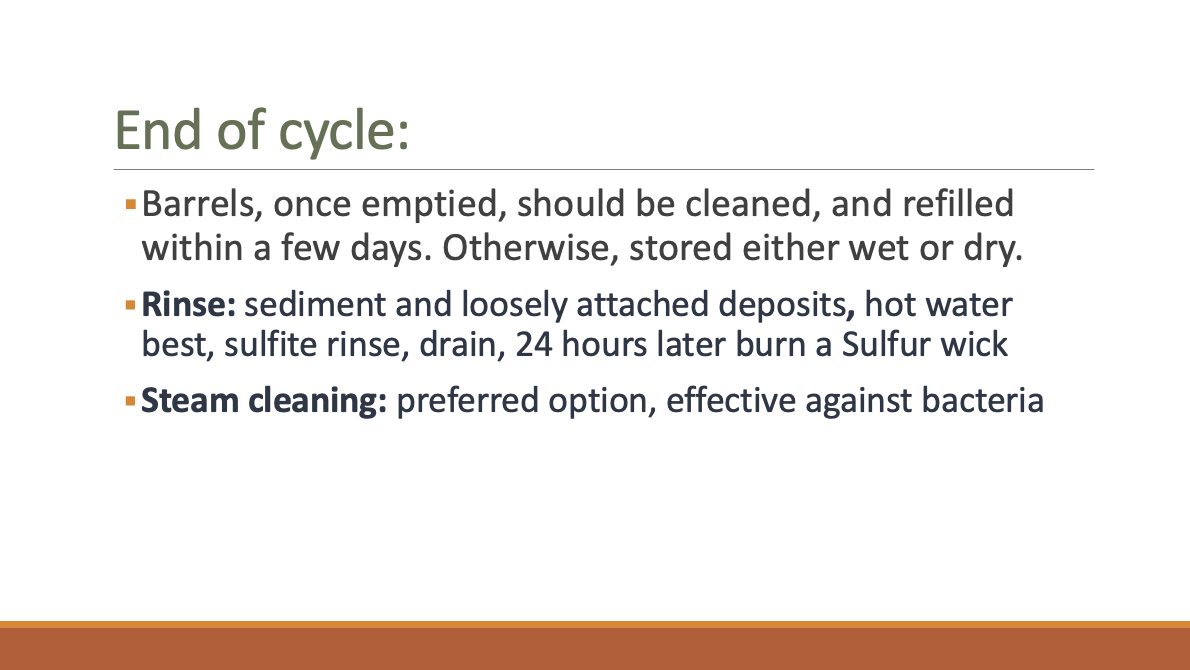 End of cycle:
▪Barrels, once emptied, should be cleaned, and refilled
within a few days. Otherwise, stored either wet or dry.
▪Rinse: sediment and loosely attached deposits, hot water
best, sulfite rinse, drain, 24 hours later burn a Sulfur wick
▪Steam cleaning: preferred option, effective against bacteria